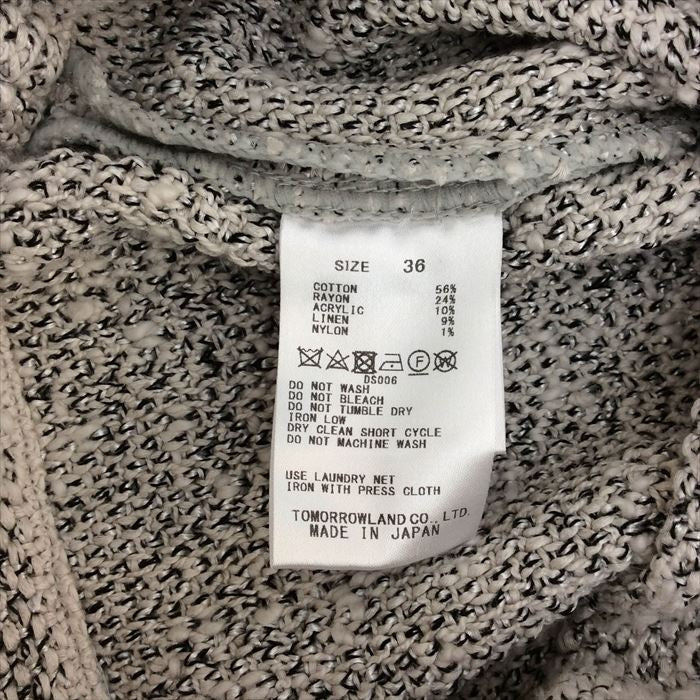 SIZE 36
COTTON 56%
RAYON 24%
ACRYLIC 10%
LINEN 9%
NYLON 1%
F W
DS006
DO NOT WASH
DO NOT BLEACH
DO NOT TUMBLE DRY
IRON LOW
DRY CLEAN SHORT CYCLE
DO NOT MACHINE WASH
USE LAUNDRY NET
IRON WITH PRESS CLOTH
TOMORROWLAND CO., LTD.
MADE IN JAPAN